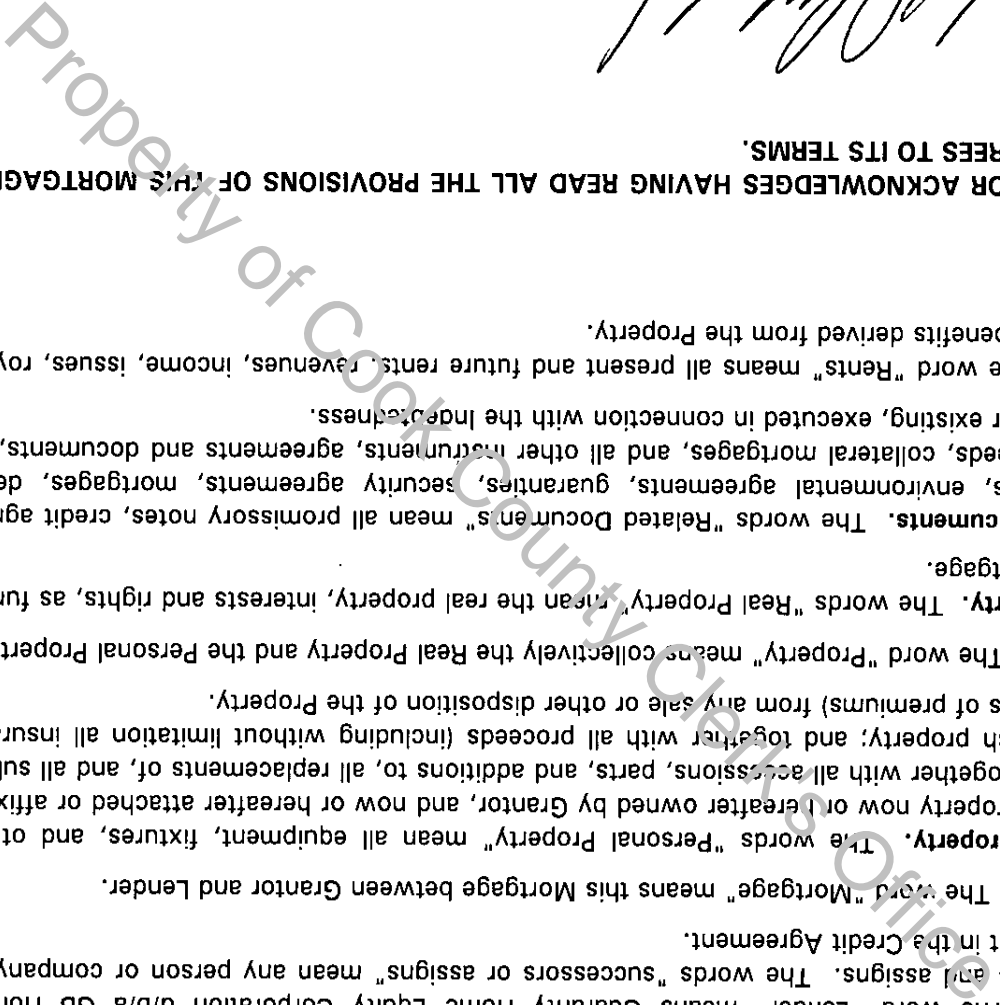 The word "Lender" means Guaranty Home Equity Corporation d/b/a GB Hom
and assigns. The words "successors or assigns" mean any person or company
t in the Credit Agreement.
The word "Mortgage" means this Mortgage between Grantor and Lender.
roperty. The words "Personal Property" mean all equipment, fixtures, and ot
operty now or hereafter owned by Grantor, and now or hereafter attached or affix
ogether with all accessions, parts, and additions to, all replacements of, and all sub
h property; and together with all proceeds (including without limitation all insur
s of premiums) from any sale or other disposition of the Property.
The word "Property" means collectively the Real Property and the Personal Propert
rty. The words "Real Property" mean the real property, interests and rights, as fur
tgage.
cuments. The words "Related Documents" mean all promissory notes, credit agr
s, environmental agreements, guaranties, security agreements, mortgages, de
eeds, collateral mortgages, and all other instruments, agreements and documents,
r existing, executed in connection with the Indebtedness.
e word "Rents" means all present and future rents, revenues, income, issues, roy
benefits derived from the Property.
OR ACKNOWLEDGES HAVING READ ALL THE PROVISIONS OF THIS MORTGAGE
REES TO ITS TERMS.
Property of Cook County Clerk's Office